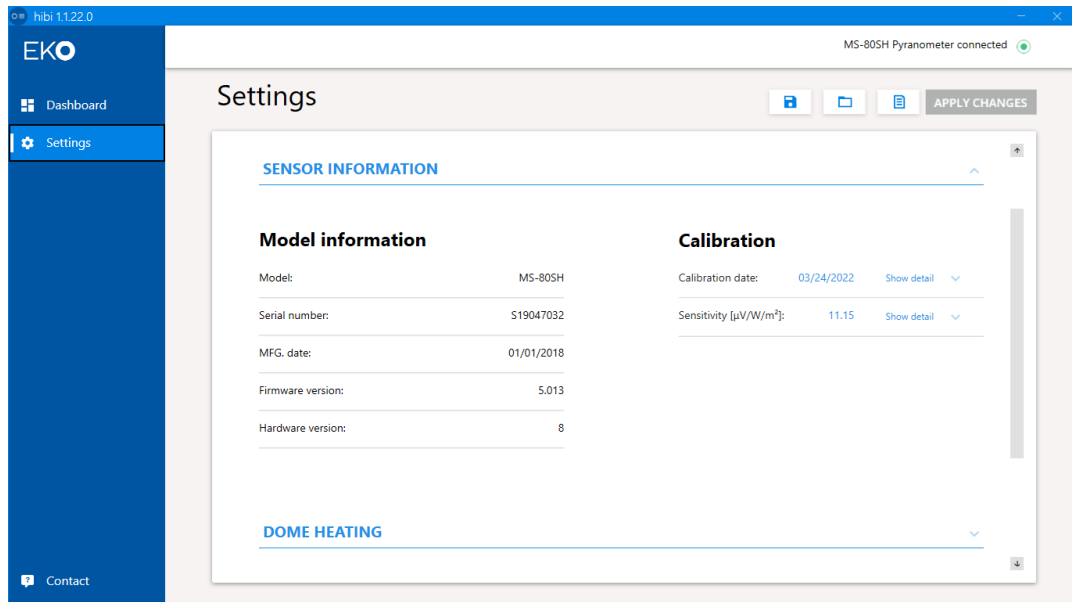 hibi 1.1.22.0
EKO
MS-80SH Pyranometer connected
Dashboard
Settings
Contact
Settings
APPLY CHANGES
SENSOR INFORMATION
Model information
Model: MS-80SH
Serial number: S19047032
MFG. date: 01/01/2018
Firmware version: 5.013
Hardware version: 8
Calibration
Calibration date: 03/24/2022 Show detail
Sensitivity [μV/W/m²]: 11.15 Show detail
DOME HEATING